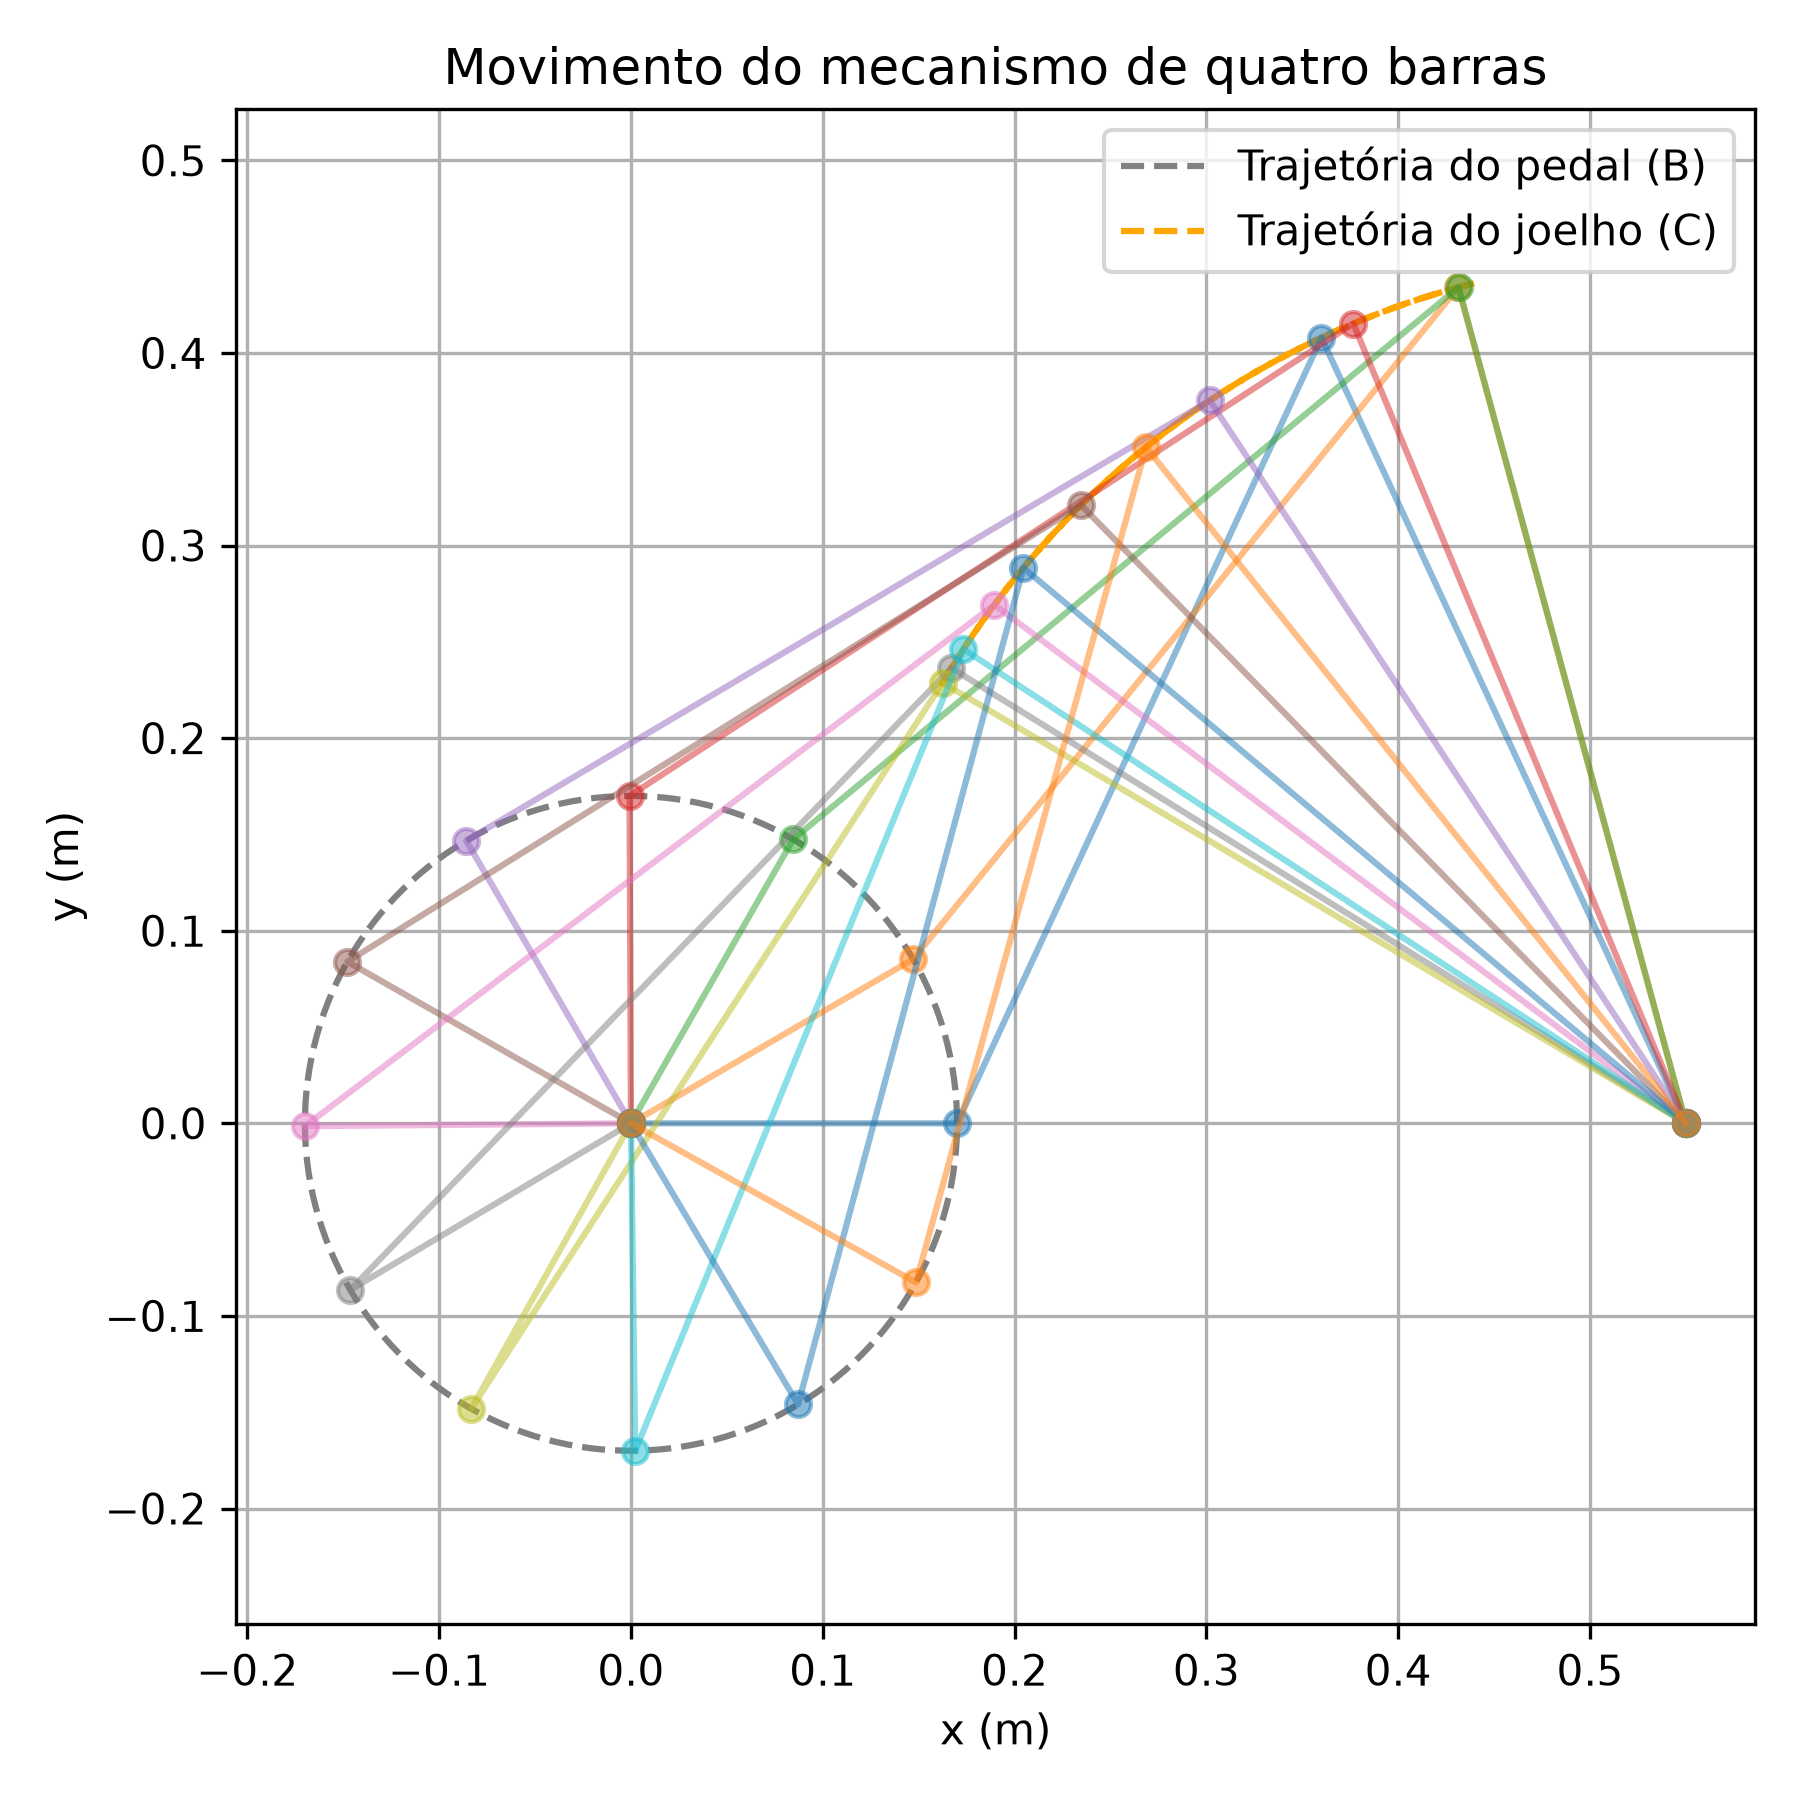 Movimento do mecanismo de quatro barras
Trajetória do pedal (B)
Trajetória do joelho (C)
0.5
0.4
0.3
0.2
0.1
0.0
−0.1
−0.2
y (m)
−0.2 −0.1 0.0 0.1 0.2 0.3 0.4 0.5
x (m)